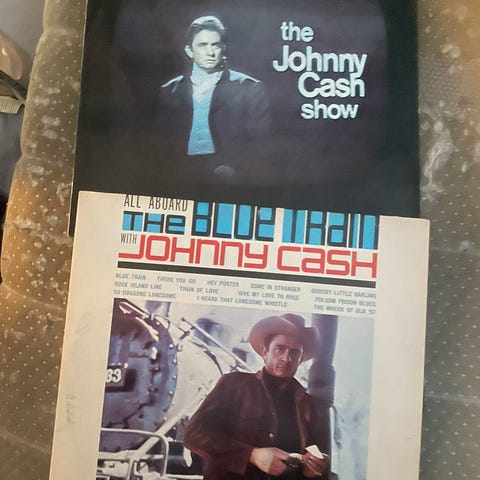 the
Johnny
Cash
show
ALL ABOARD
THE BLUE TRAIN
WITH JOHNNY CASH
BLUE TRAIN THERE YOU GO HEY PORTER COME IN STRANGER GOODBY LITTLE DARLING
ROCK ISLAND LINE TRAIN OF LOVE GIVE MY LOVE TO ROSE FOLSOM PRISON BLUES
SO DOGGONE LONESOME I HEARD THAT LONESOME WHISTLE THE WRECK OF OLD '97
33